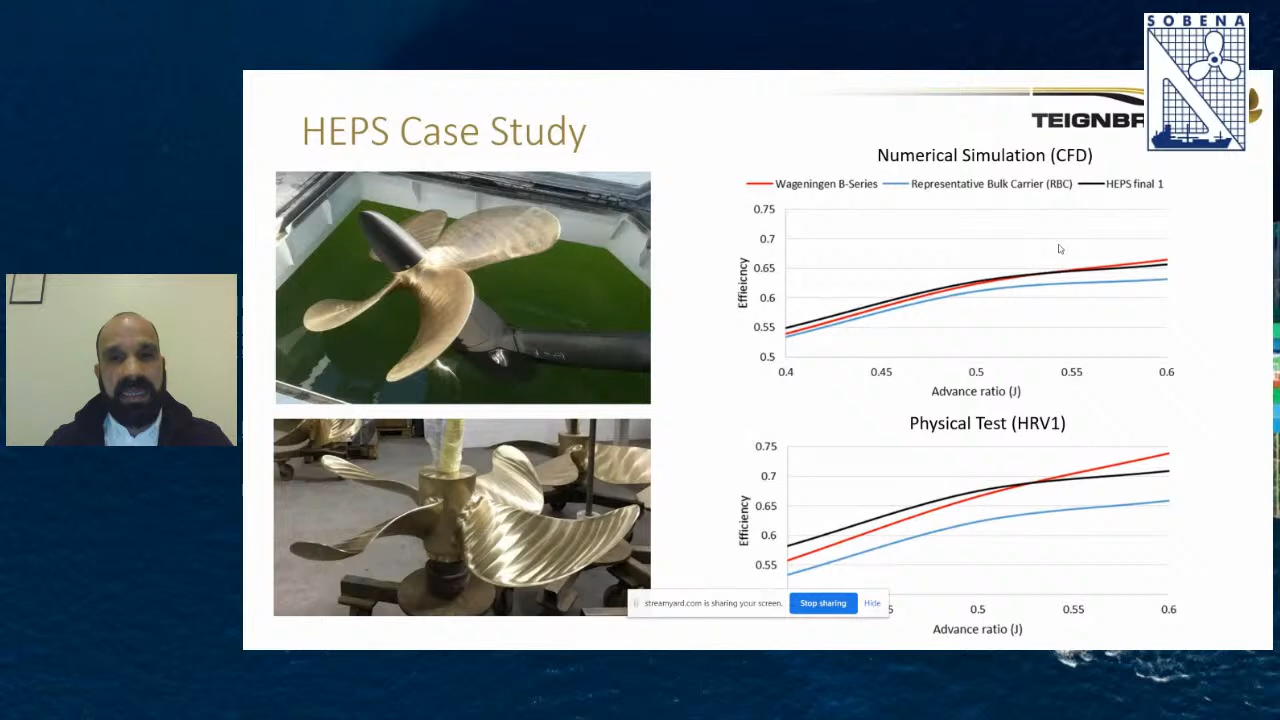 SOBENA
HEPS Case Study
TEIGNBR
Numerical Simulation (CFD)
Wageningen B-Series Representative Bulk Carrier (RBC) HEPS final 1
0.75
0.7
0.65
0.6
0.55
0.5
Effieicncy
0.4 0.45 0.5 0.55 0.6
Advance ratio (J)
Physical Test (HRV1)
0.75
0.7
0.65
0.6
0.55
Efficiency
5 0.5 0.55 0.6
Advance ratio (J)
streamyard.com is sharing your screen. Stop sharing Hide